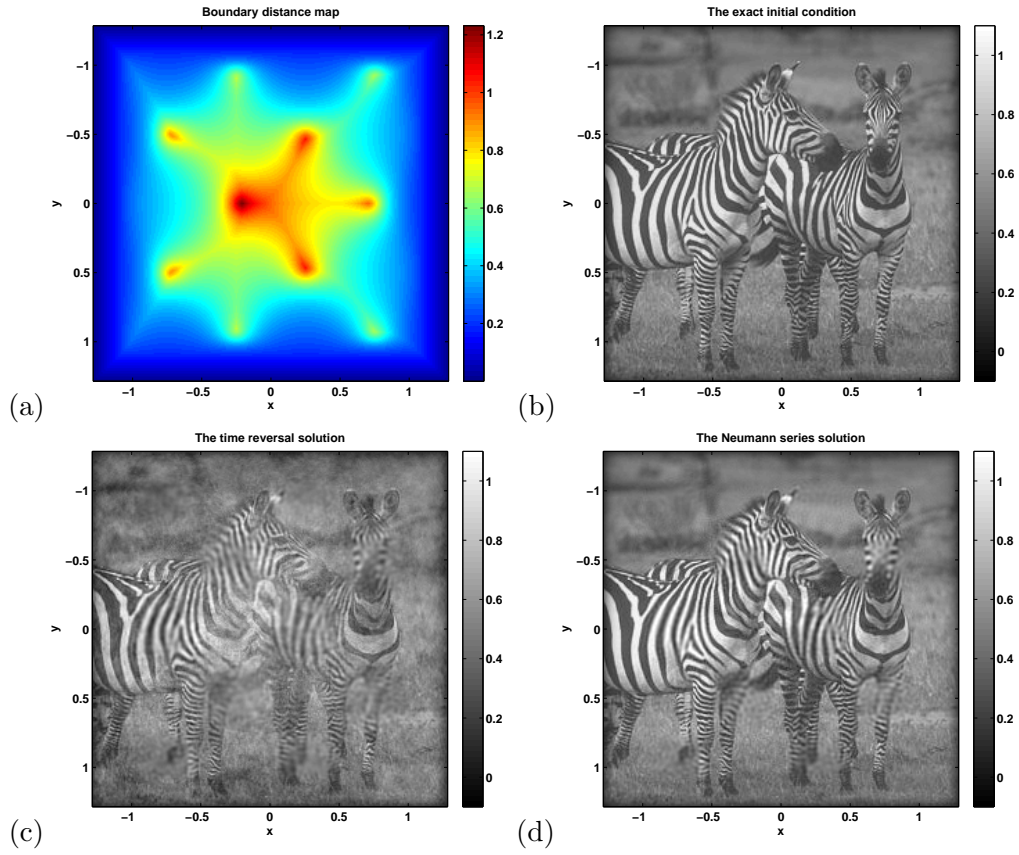 Boundary distance map
−1
−0.5
0
0.5
1
y
−1 −0.5 0 0.5 1
x
1.2
1
0.8
0.6
0.4
0.2
(a)
The exact initial condition
−1
−0.5
0
0.5
1
y
−1 −0.5 0 0.5 1
x
1
0.8
0.6
0.4
0.2
0
(b)
The time reversal solution
−1
−0.5
0
0.5
1
y
−1 −0.5 0 0.5 1
x
1
0.8
0.6
0.4
0.2
0
(c)
The Neumann series solution
−1
−0.5
0
0.5
1
y
−1 −0.5 0 0.5 1
x
1
0.8
0.6
0.4
0.2
0
(d)